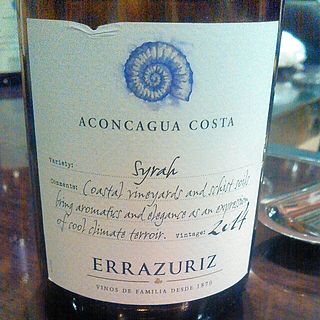 ACONCAGUA COSTA
Variety: Syrah
Comments: Coastal vineyards and schist soils
bring aromatics and elegance as an expression
of cool climate terroir. Vintage: 2014
ERRAZURIZ
VINOS DE FAMILIA DESDE 1870